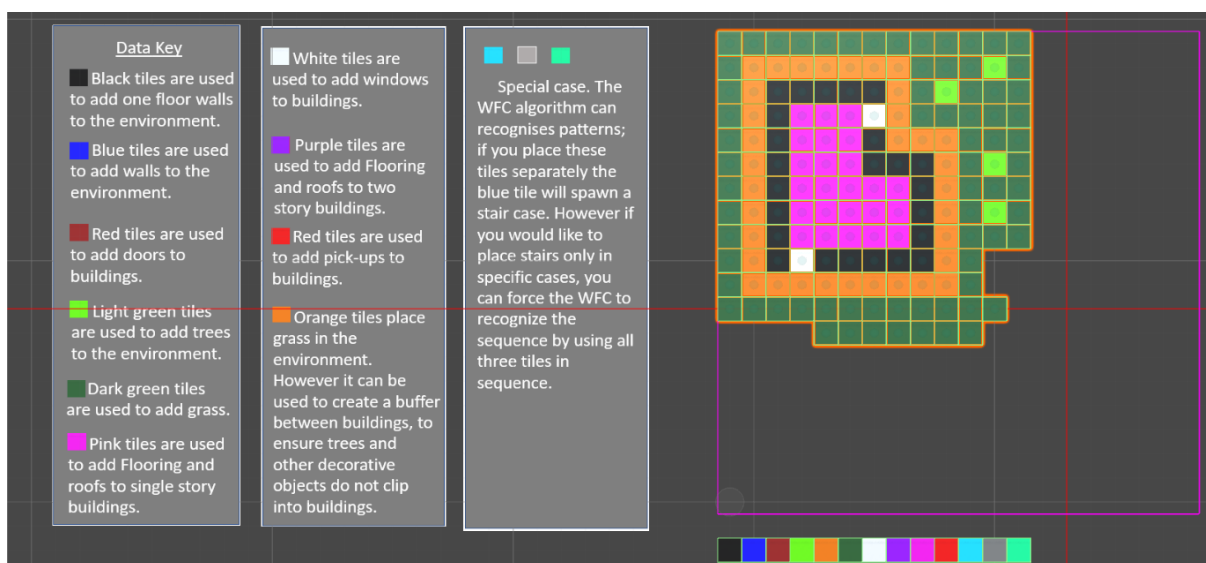 Data Key
Black tiles are used
to add one floor walls
to the environment.
Blue tiles are used
to add walls to the
environment.
Red tiles are used
to add doors to
buildings.
Light green tiles
are used to add trees
to the environment.
Dark green tiles
are used to add grass.
Pink tiles are used
to add Flooring and
roofs to single story
buildings.
White tiles are
used to add windows
to buildings.
Purple tiles are
used to add Flooring
and roofs to two
story buildings.
Red tiles are used
to add pick-ups to
buildings.
Orange tiles place
grass in the
environment.
However it can be
used to create a buffer
between buildings, to
ensure trees and
other decorative
objects do not clip
into buildings.
Special case. The
WFC algorithm can
recognises patterns;
if you place these
tiles separately the
blue tile will spawn a
stair case. However if
you would like to
place stairs only in
specific cases, you
can force the WFC to
recognize the
sequence by using all
three tiles in
sequence.